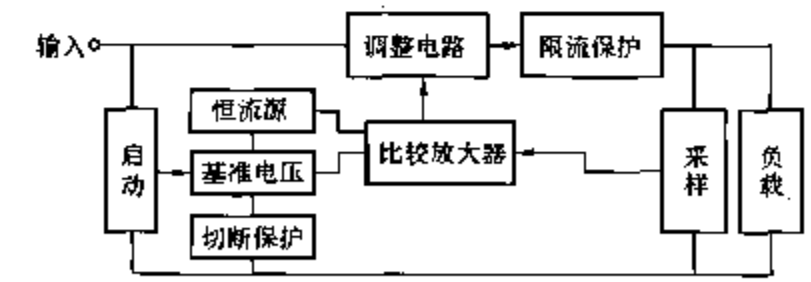 输入
调整电路
限流保护
恒流源
启动
基准电压
比较放大器
采样
负载
切断保护